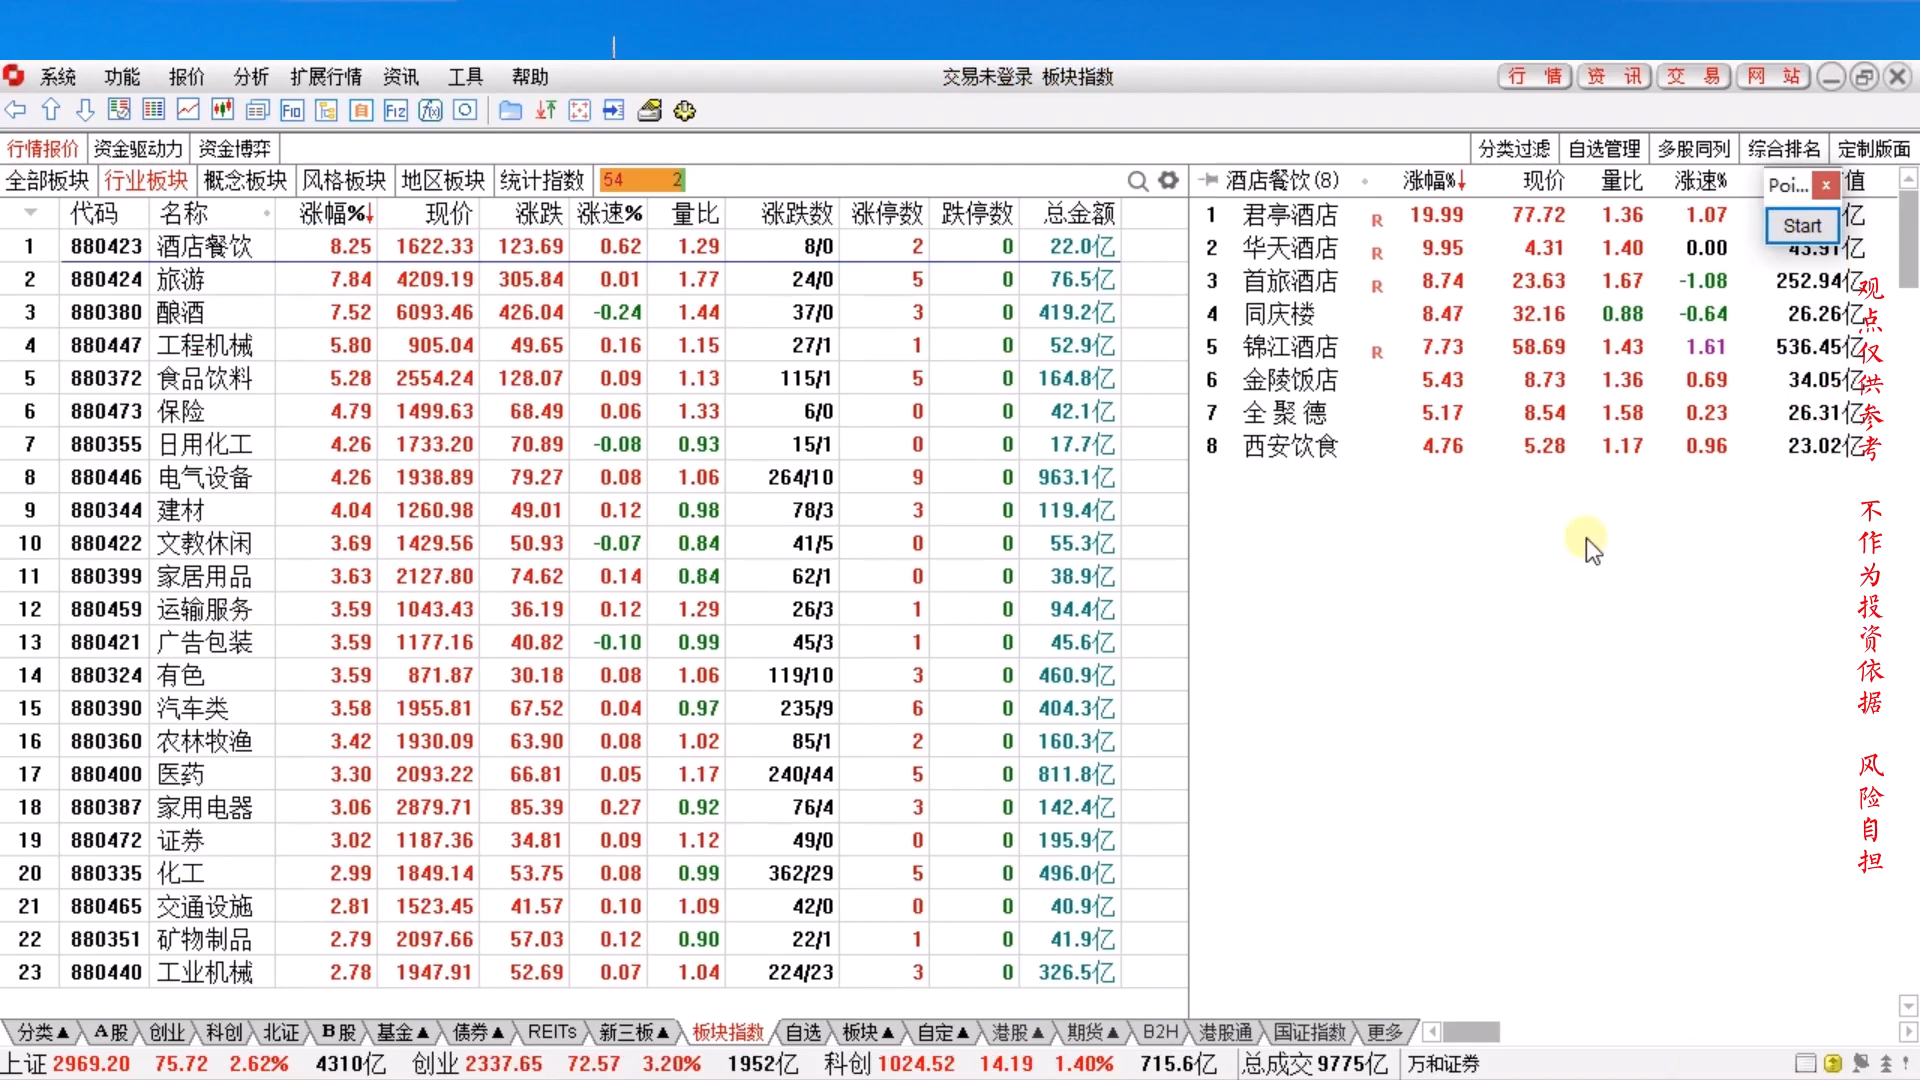 系统 功能 报价 分析 扩展行情 资讯 工具 帮助 交易未登录 板块指数 行 情 资 讯 交 易 网 站
行情报价 资金驱动力 资金博弈 分类过滤 自选管理 多股同列 综合排名 定制版面
全部板块 行业板块 概念板块 风格板块 地区板块 统计指数 54 2
代码 名称 涨幅%↓ 现价 涨跌 涨速% 量比 涨跌数 涨停数 跌停数 总金额
1 880423 酒店餐饮 8.25 1622.33 123.69 0.62 1.29 8/0 2 0 22.0亿
2 880424 旅游 7.84 4209.19 305.84 0.01 1.77 24/0 5 0 76.5亿
3 880380 酿酒 7.52 6093.46 426.04 -0.24 1.44 37/0 3 0 419.2亿
4 880447 工程机械 5.80 905.04 49.65 0.16 1.15 27/1 1 0 52.9亿
5 880372 食品饮料 5.28 2554.24 128.07 0.09 1.13 115/1 5 0 164.8亿
6 880473 保险 4.79 1499.63 68.49 0.06 1.33 6/0 0 0 42.1亿
7 880355 日用化工 4.26 1733.20 70.89 -0.08 0.93 15/1 0 0 17.7亿
8 880446 电气设备 4.26 1938.89 79.27 0.08 1.06 264/10 9 0 963.1亿
9 880344 建材 4.04 1260.98 49.01 0.12 0.98 78/3 3 0 119.4亿
10 880422 文教休闲 3.69 1429.56 50.93 -0.07 0.84 41/5 0 0 55.3亿
11 880399 家居用品 3.63 2127.80 74.62 0.14 0.84 62/1 0 0 38.9亿
12 880459 运输服务 3.59 1043.43 36.19 0.12 1.29 26/3 1 0 94.4亿
13 880421 广告包装 3.59 1177.16 40.82 -0.10 0.99 45/3 1 0 45.6亿
14 880324 有色 3.59 871.87 30.18 0.08 1.06 119/10 3 0 460.9亿
15 880390 汽车类 3.58 1955.81 67.52 0.04 0.97 235/9 6 0 404.3亿
16 880360 农林牧渔 3.42 1930.09 63.90 0.08 1.02 85/1 2 0 160.3亿
17 880400 医药 3.30 2093.22 66.81 0.05 1.17 240/44 5 0 811.8亿
18 880387 家用电器 3.06 2879.71 85.39 0.27 0.92 76/4 3 0 142.4亿
19 880472 证券 3.02 1187.36 34.81 0.09 1.12 49/0 0 0 195.9亿
20 880335 化工 2.99 1849.14 53.75 0.08 0.99 362/29 5 0 496.0亿
21 880465 交通设施 2.81 1523.45 41.57 0.10 1.09 42/0 0 0 40.9亿
22 880351 矿物制品 2.79 2097.66 57.03 0.12 0.90 22/1 1 0 41.9亿
23 880440 工业机械 2.78 1947.91 52.69 0.07 1.04 224/23 3 0 326.5亿
酒店餐饮(8) 涨幅%↓ 现价 量比 涨速% 值
1 君亭酒店 R 19.99 77.72 1.36 1.07 亿
2 华天酒店 R 9.95 4.31 1.40 0.00 43.91亿
3 首旅酒店 R 8.74 23.63 1.67 -1.08 252.94亿
4 同庆楼 8.47 32.16 0.88 -0.64 26.26亿
5 锦江酒店 R 7.73 58.69 1.43 1.61 536.45亿
6 金陵饭店 5.43 8.73 1.36 0.69 34.05亿
7 全聚德 5.17 8.54 1.58 0.23 26.31亿
8 西安饮食 4.76 5.28 1.17 0.96 23.02亿
Poi... x
Start
观点仅供参考 不作为投资依据 风险自担
分类▲ A股 创业 科创 北证 B股 基金▲ 债券▲ REITs 新三板▲ 板块指数 自选 板块▲ 自定▲ 港股▲ 期货▲ B2H 港股通 国证指数 更多
上证 2969.20 75.72 2.62% 4310亿 创业 2337.65 72.57 3.20% 1952亿 科创 1024.52 14.19 1.40% 715.6亿 总成交 9775亿 万和证券